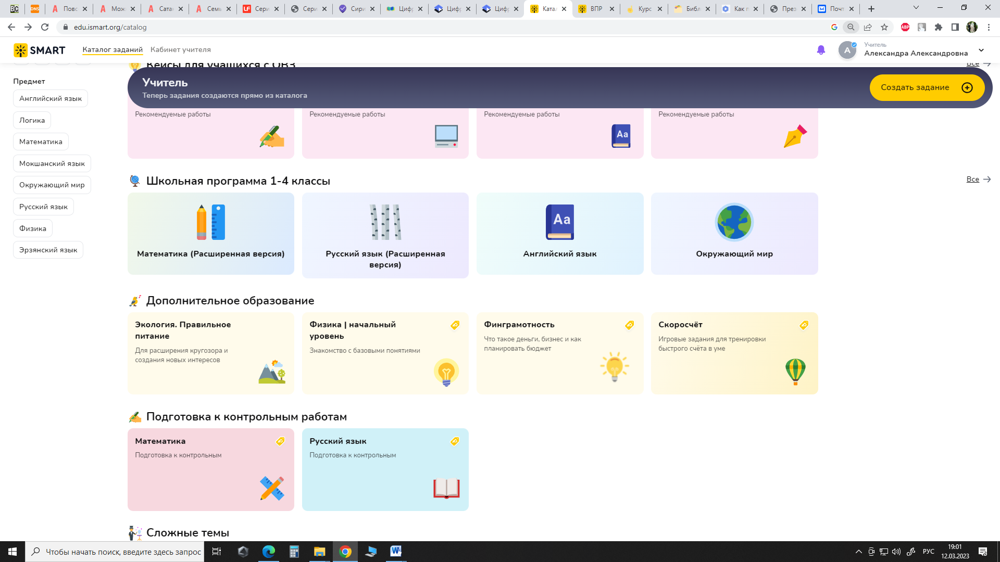 BC
DNS
Повс
Мож
Сата
Семь
Сери
Сери
Сири
Цифр
Цифр
Цифр
Катал
ВПР
Курс
Библ
Как п
През
Почт
edu.ismart.org/catalog
ABP
SMART
Каталог заданий
Кабинет учителя
А
Учитель
Александра Александровна
Кейсы для учащихся с ОВЗ
Все
Предмет
Английский язык
Логика
Математика
Мокшанский язык
Окружающий мир
Русский язык
Физика
Эрзянский язык
Учитель
Теперь задания создаются прямо из каталога
Создать задание
Рекомендуемые работы
Рекомендуемые работы
Рекомендуемые работы
Aa
Рекомендуемые работы
Школьная программа 1-4 классы
Все
Математика (Расширенная версия)
Русский язык (Расширенная
версия)
Aa
Английский язык
Окружающий мир
Дополнительное образование
Экология. Правильное
питание
Для расширения кругозора и
создания новых интересов
Физика | начальный
уровень
Знакомство с базовыми понятиями
Финграмотность
Что такое деньги, бизнес и как
планировать бюджет
Скоросчёт
Игровые задания для тренировки
быстрого счёта в уме
Подготовка к контрольным работам
Математика
Подготовка к контрольным
Русский язык
Подготовка к контрольным
Сложные темы
Чтобы начать поиск, введите здесь запрос
РУС
19:01
12.03.2023